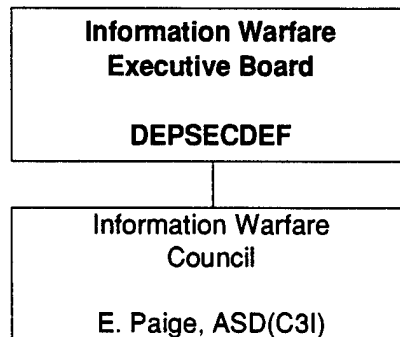 Information Warfare
Executive Board
DEPSECDEF
Information Warfare
Council
E. Paige, ASD(C3I)